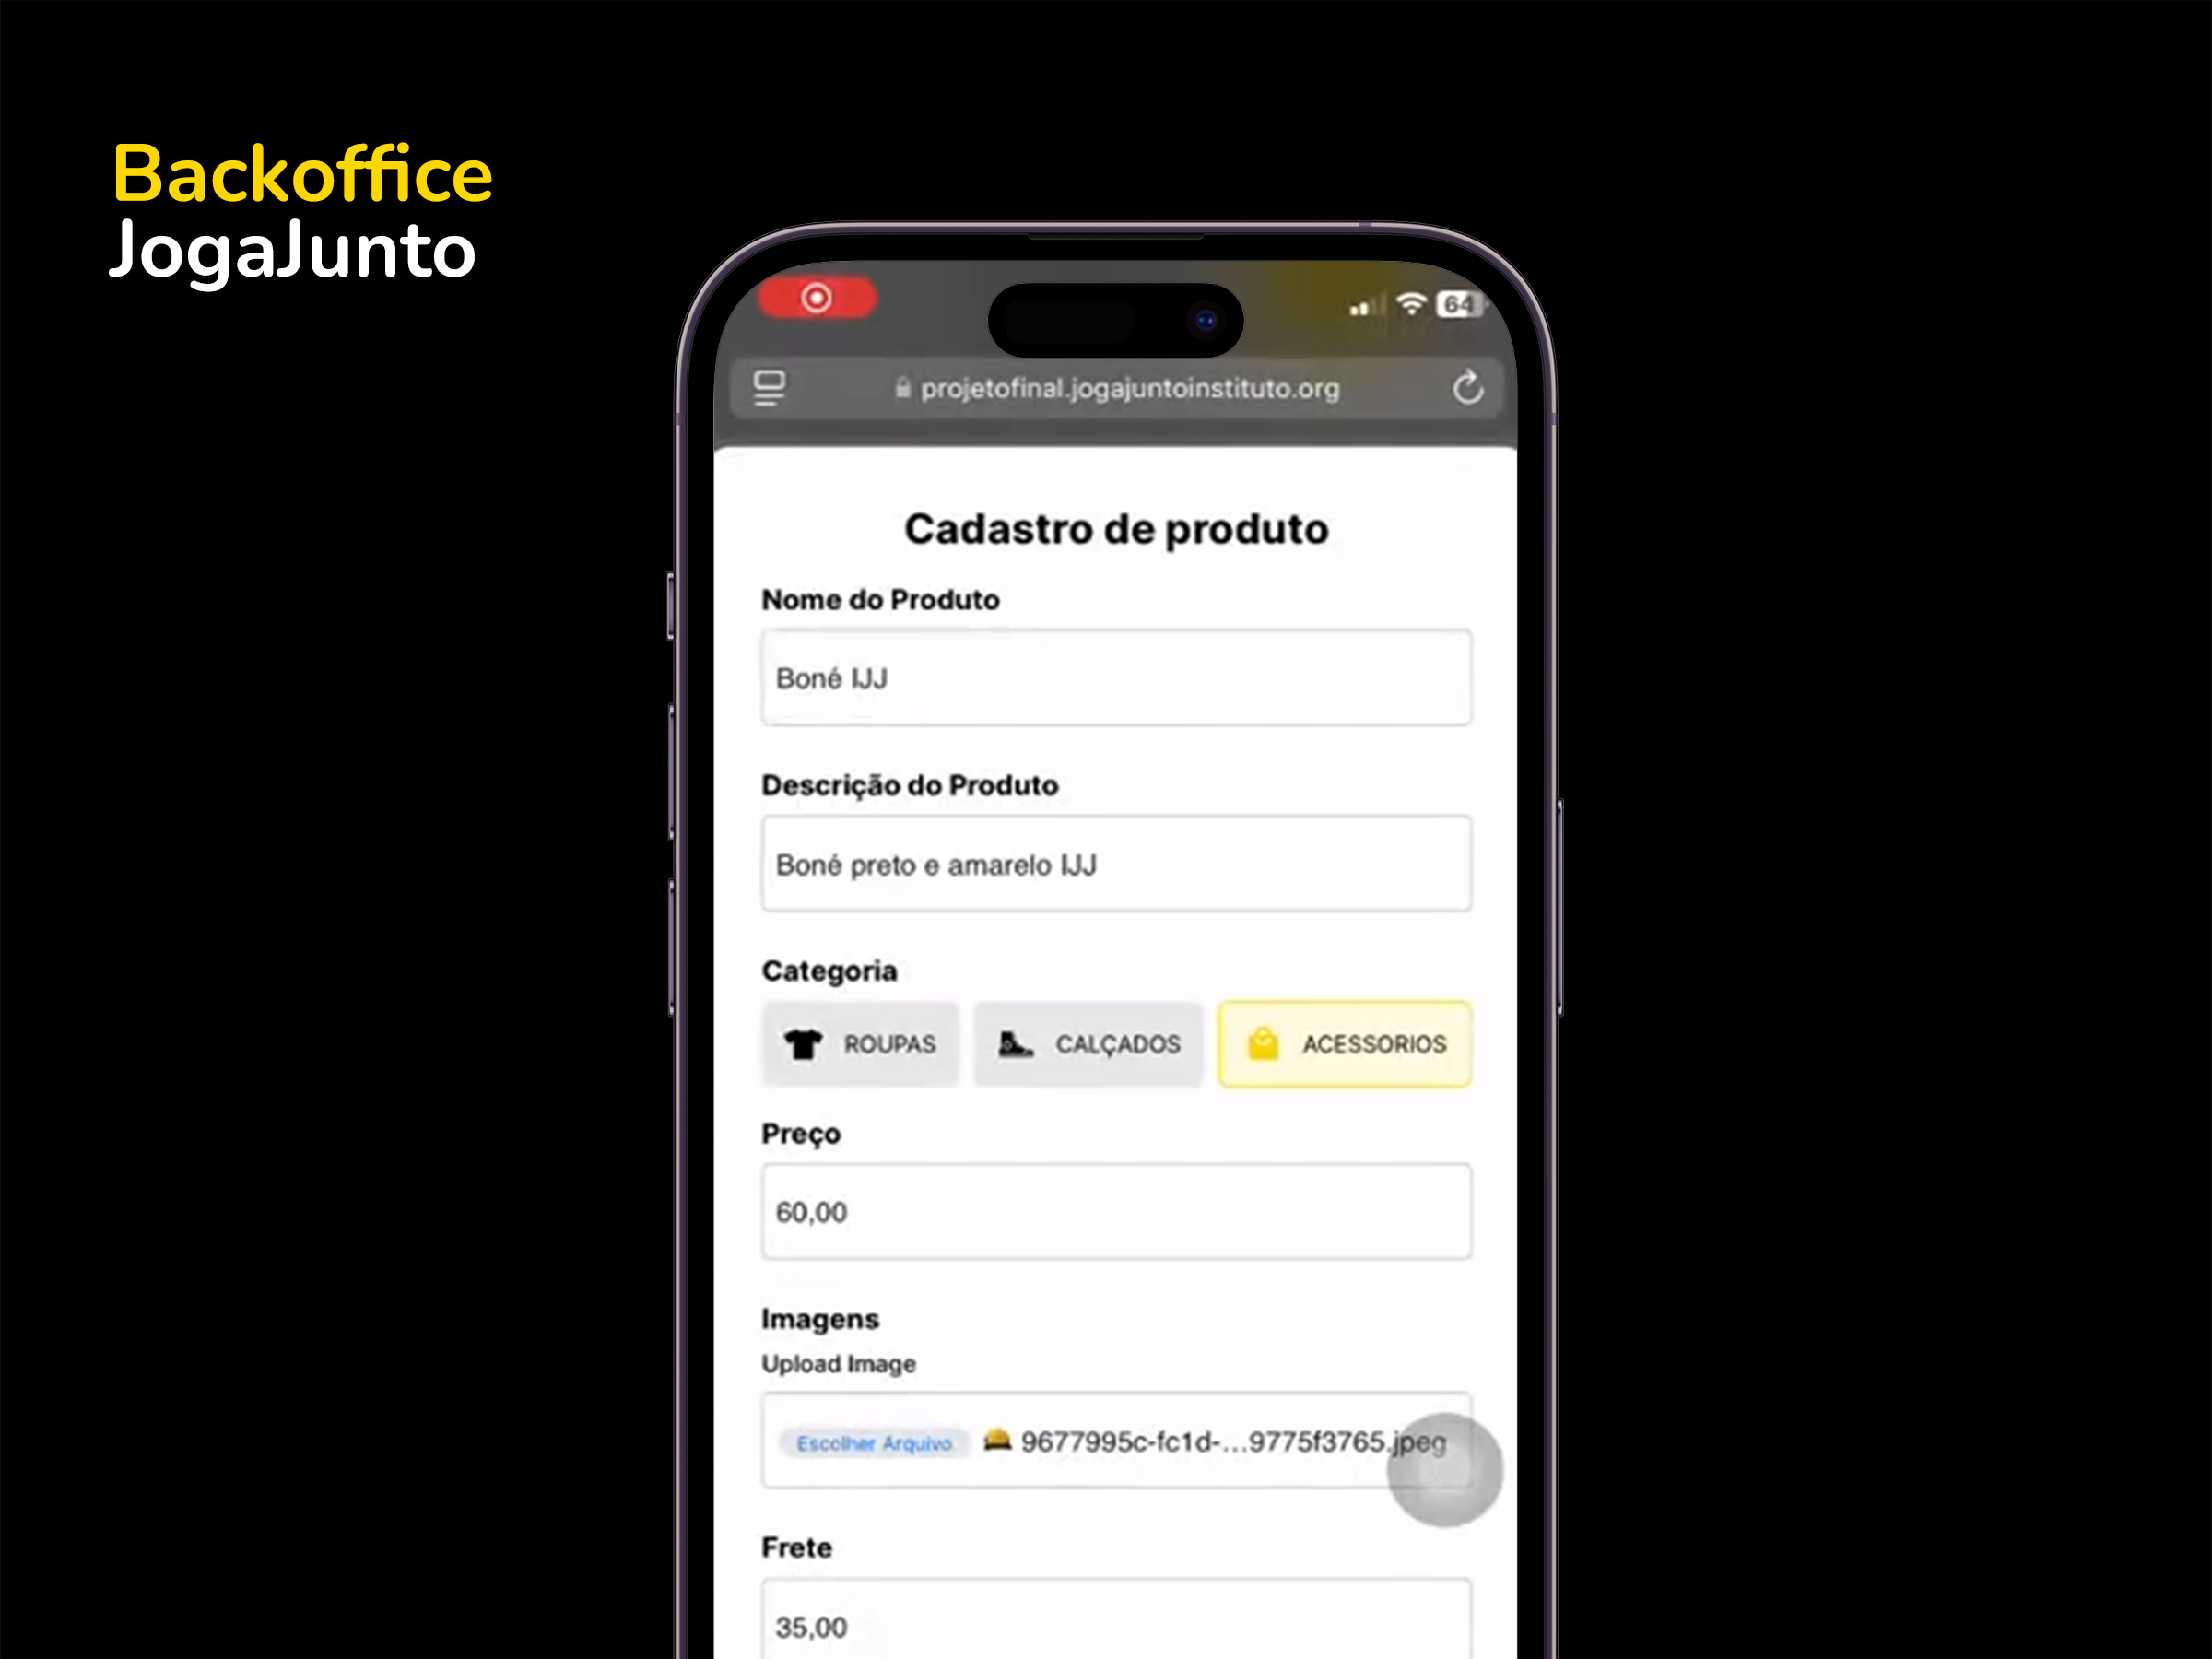 Backoffice
JogaJunto
64
projetofinal.jogajuntoinstituto.org
Cadastro de produto
Nome do Produto
Boné IJJ
Descrição do Produto
Boné preto e amarelo IJJ
Categoria
ROUPAS CALÇADOS ACESSORIOS
Preço
60,00
Imagens
Upload Image
Escolher Arquivo 9677995c-fc1d-...9775f3765.jpeg
Frete
35,00